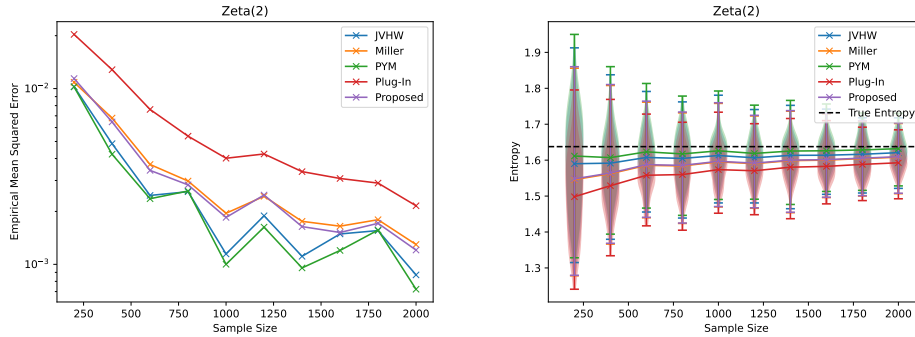 Zeta(2)
Empirical Mean Squared Error
10⁻²
10⁻³
JVHW
Miller
PYM
Plug-In
Proposed
250 500 750 1000 1250 1500 1750 2000
Sample Size
Zeta(2)
Entropy
1.9
1.8
1.7
1.6
1.5
1.4
1.3
JVHW
Miller
PYM
Plug-In
Proposed
True Entropy
250 500 750 1000 1250 1500 1750 2000
Sample Size